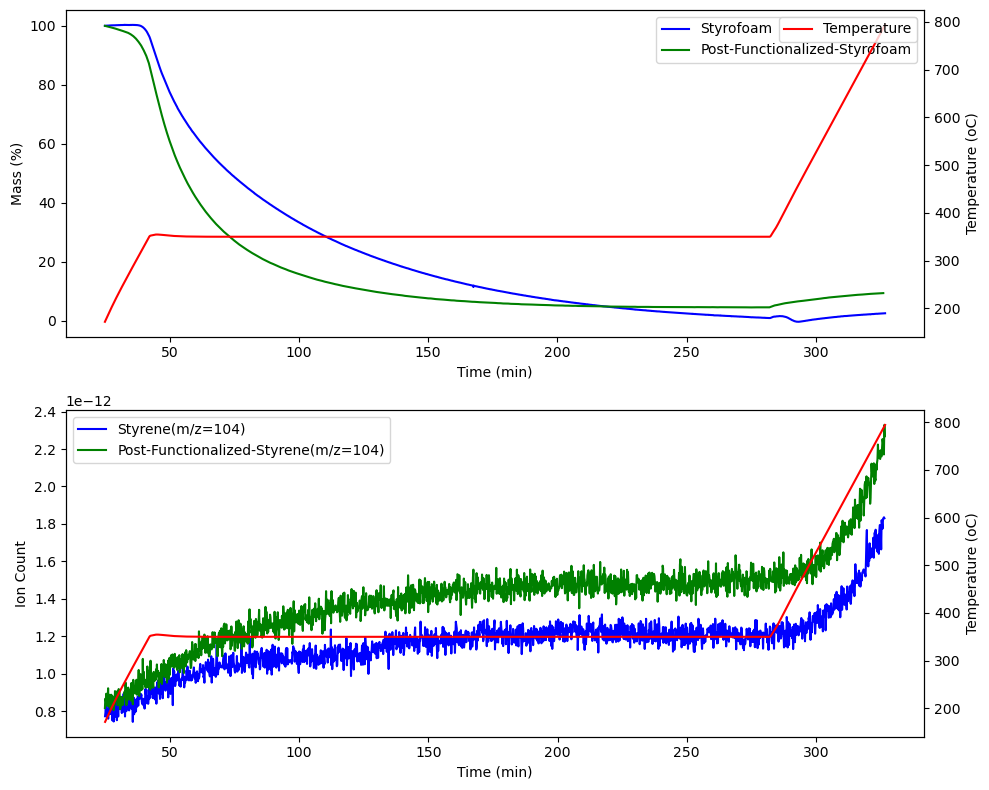 Styrofoam
Post-Functionalized-Styrofoam
Temperature
Mass (%)
100
80
60
40
20
0
800
700
600
500
400
300
200
Temperature (oC)
50 100 150 200 250 300
Time (min)
1e−12
Styrene(m/z=104)
Post-Functionalized-Styrene(m/z=104)
Ion Count
2.4
2.2
2.0
1.8
1.6
1.4
1.2
1.0
0.8
800
700
600
500
400
300
200
Temperature (oC)
50 100 150 200 250 300
Time (min)